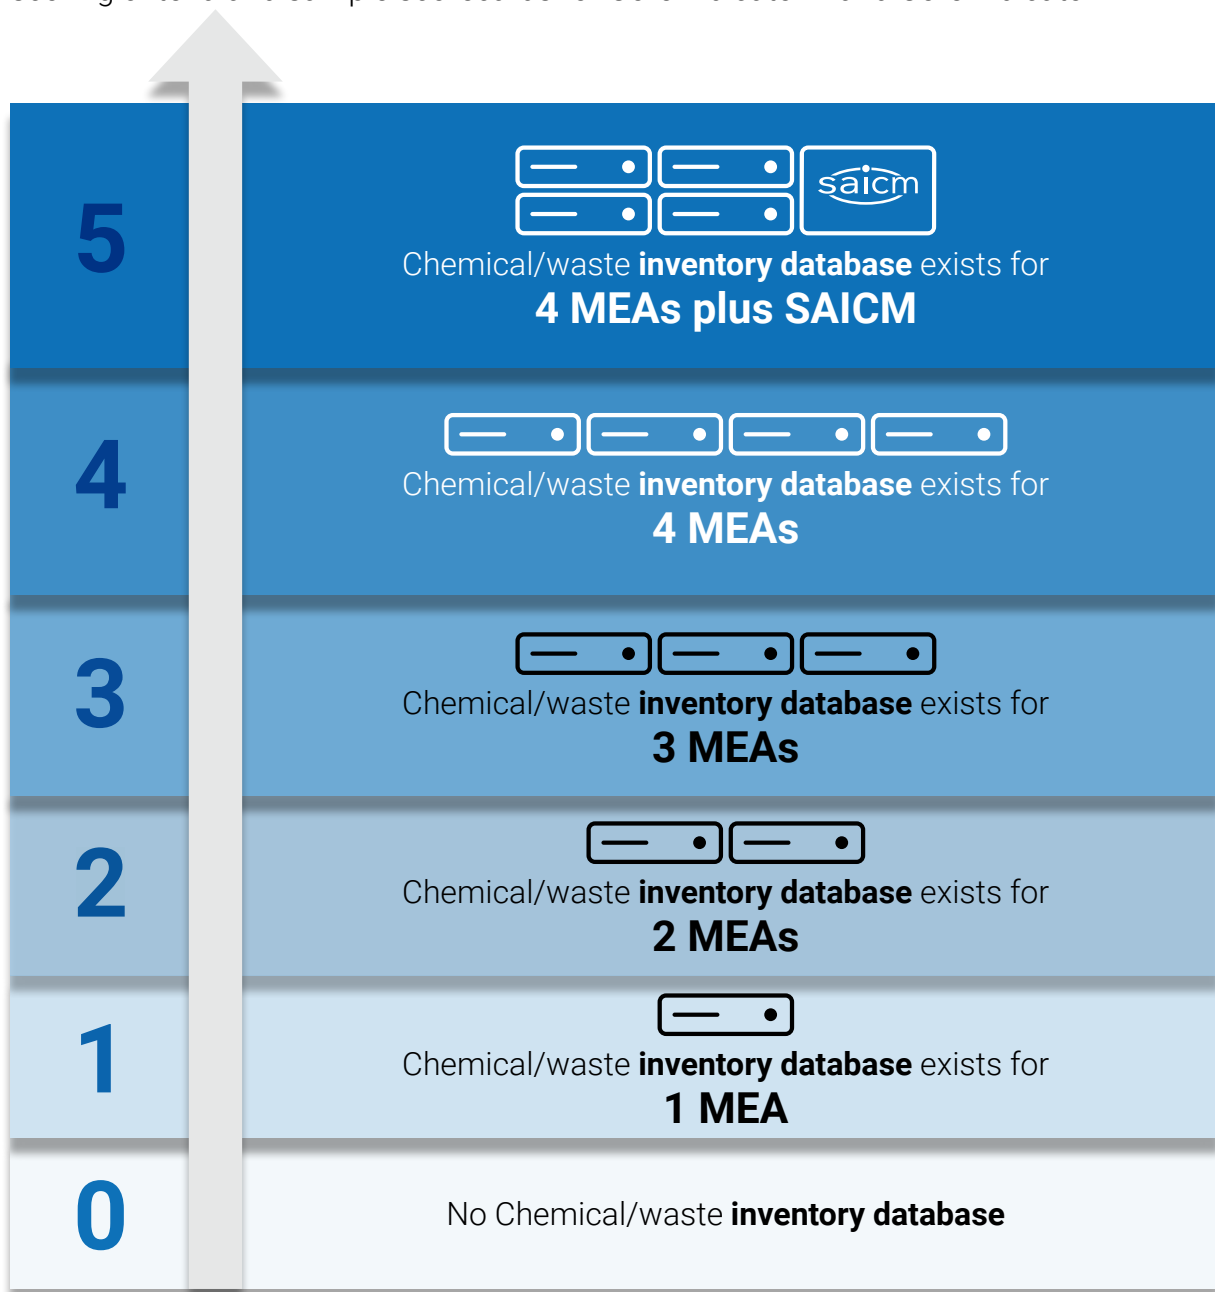 5
saicm
Chemical/waste inventory database exists for
4 MEAs plus SAICM
4
Chemical/waste inventory database exists for
4 MEAs
3
Chemical/waste inventory database exists for
3 MEAs
2
Chemical/waste inventory database exists for
2 MEAs
1
Chemical/waste inventory database exists for
1 MEA
0
No Chemical/waste inventory database